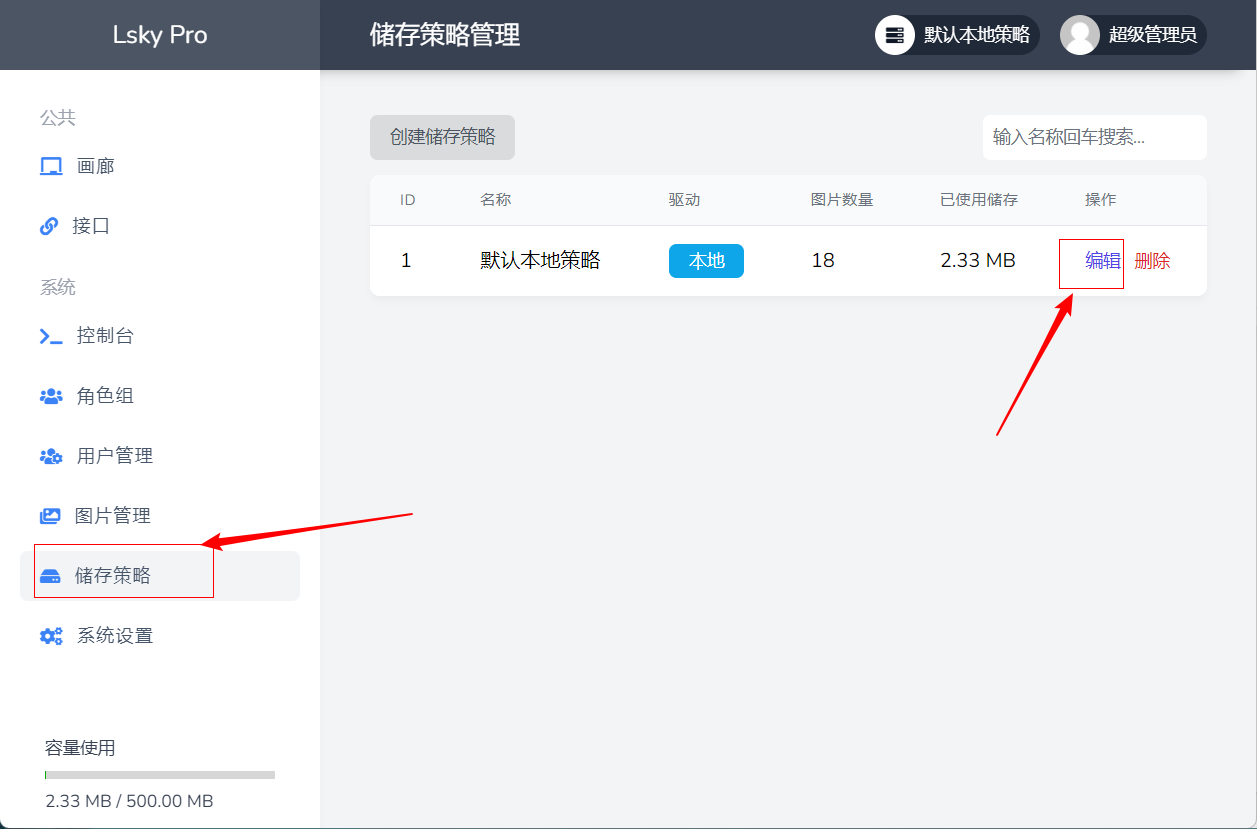 Lsky Pro
储存策略管理
默认本地策略
超级管理员
公共
画廊
接口
系统
控制台
角色组
用户管理
图片管理
储存策略
系统设置
容量使用
2.33 MB / 500.00 MB
创建储存策略
输入名称回车搜索...
ID 名称 驱动 图片数量 已使用储存 操作
1 默认本地策略 本地 18 2.33 MB 编辑 删除